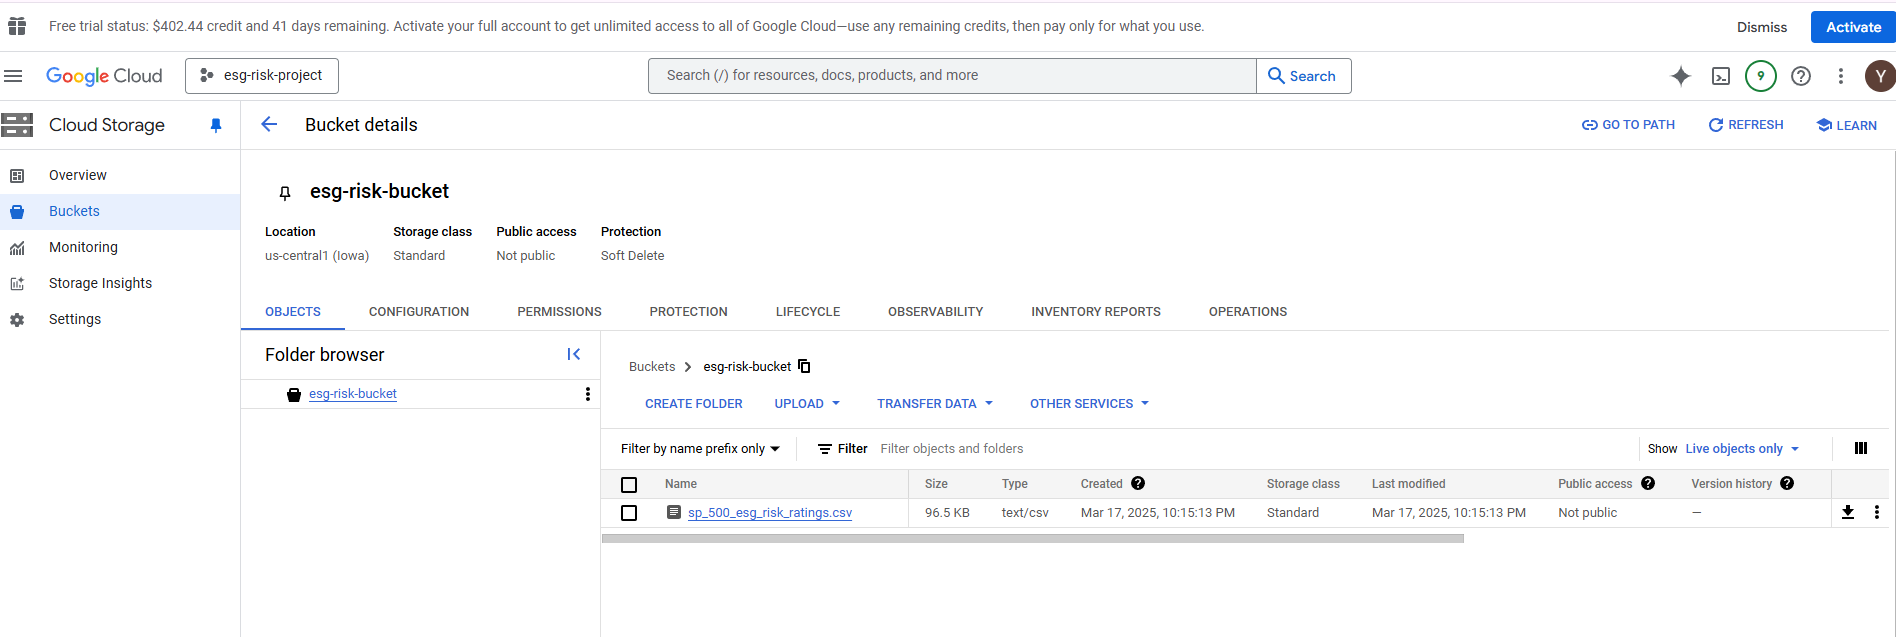 Free trial status: $402.44 credit and 41 days remaining. Activate your full account to get unlimited access to all of Google Cloud—use any remaining credits, then pay only for what you use.
Dismiss
Activate
Google Cloud
esg-risk-project
Search (/) for resources, docs, products, and more
Search
9
Y
Cloud Storage
Bucket details
GO TO PATH
REFRESH
LEARN
Overview
Buckets
Monitoring
Storage Insights
Settings
esg-risk-bucket
Location Storage class Public access Protection
us-central1 (Iowa) Standard Not public Soft Delete
OBJECTS CONFIGURATION PERMISSIONS PROTECTION LIFECYCLE OBSERVABILITY INVENTORY REPORTS OPERATIONS
Folder browser
esg-risk-bucket
Buckets > esg-risk-bucket
CREATE FOLDER UPLOAD TRANSFER DATA OTHER SERVICES
Filter by name prefix only Filter Filter objects and folders Show Live objects only
Name Size Type Created Storage class Last modified Public access Version history
sp_500_esg_risk_ratings.csv 96.5 KB text/csv Mar 17, 2025, 10:15:13 PM Standard Mar 17, 2025, 10:15:13 PM Not public —